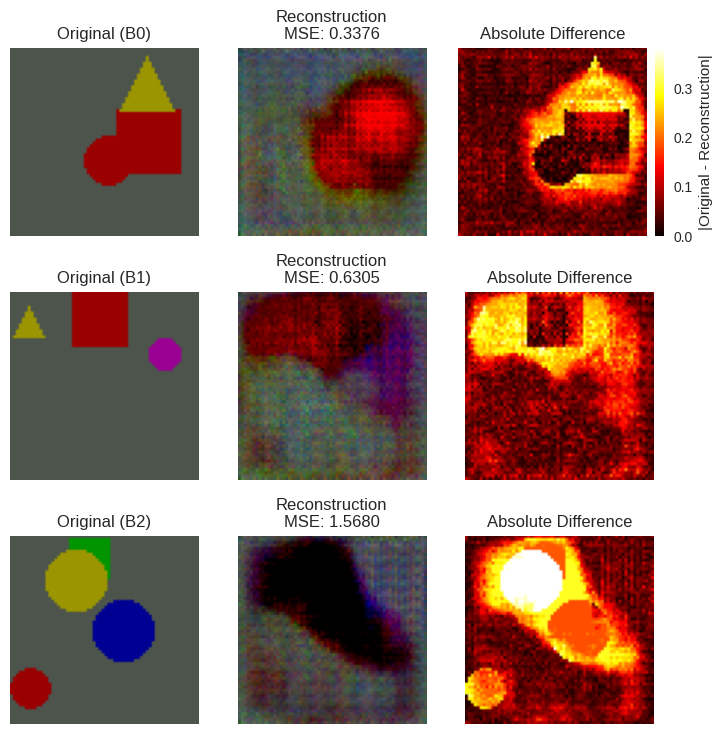 Original (B0)
Reconstruction
MSE: 0.3376
Absolute Difference
0.3
0.2
0.1
0.0
|Original - Reconstruction|
Original (B1)
Reconstruction
MSE: 0.6305
Absolute Difference
Original (B2)
Reconstruction
MSE: 1.5680
Absolute Difference